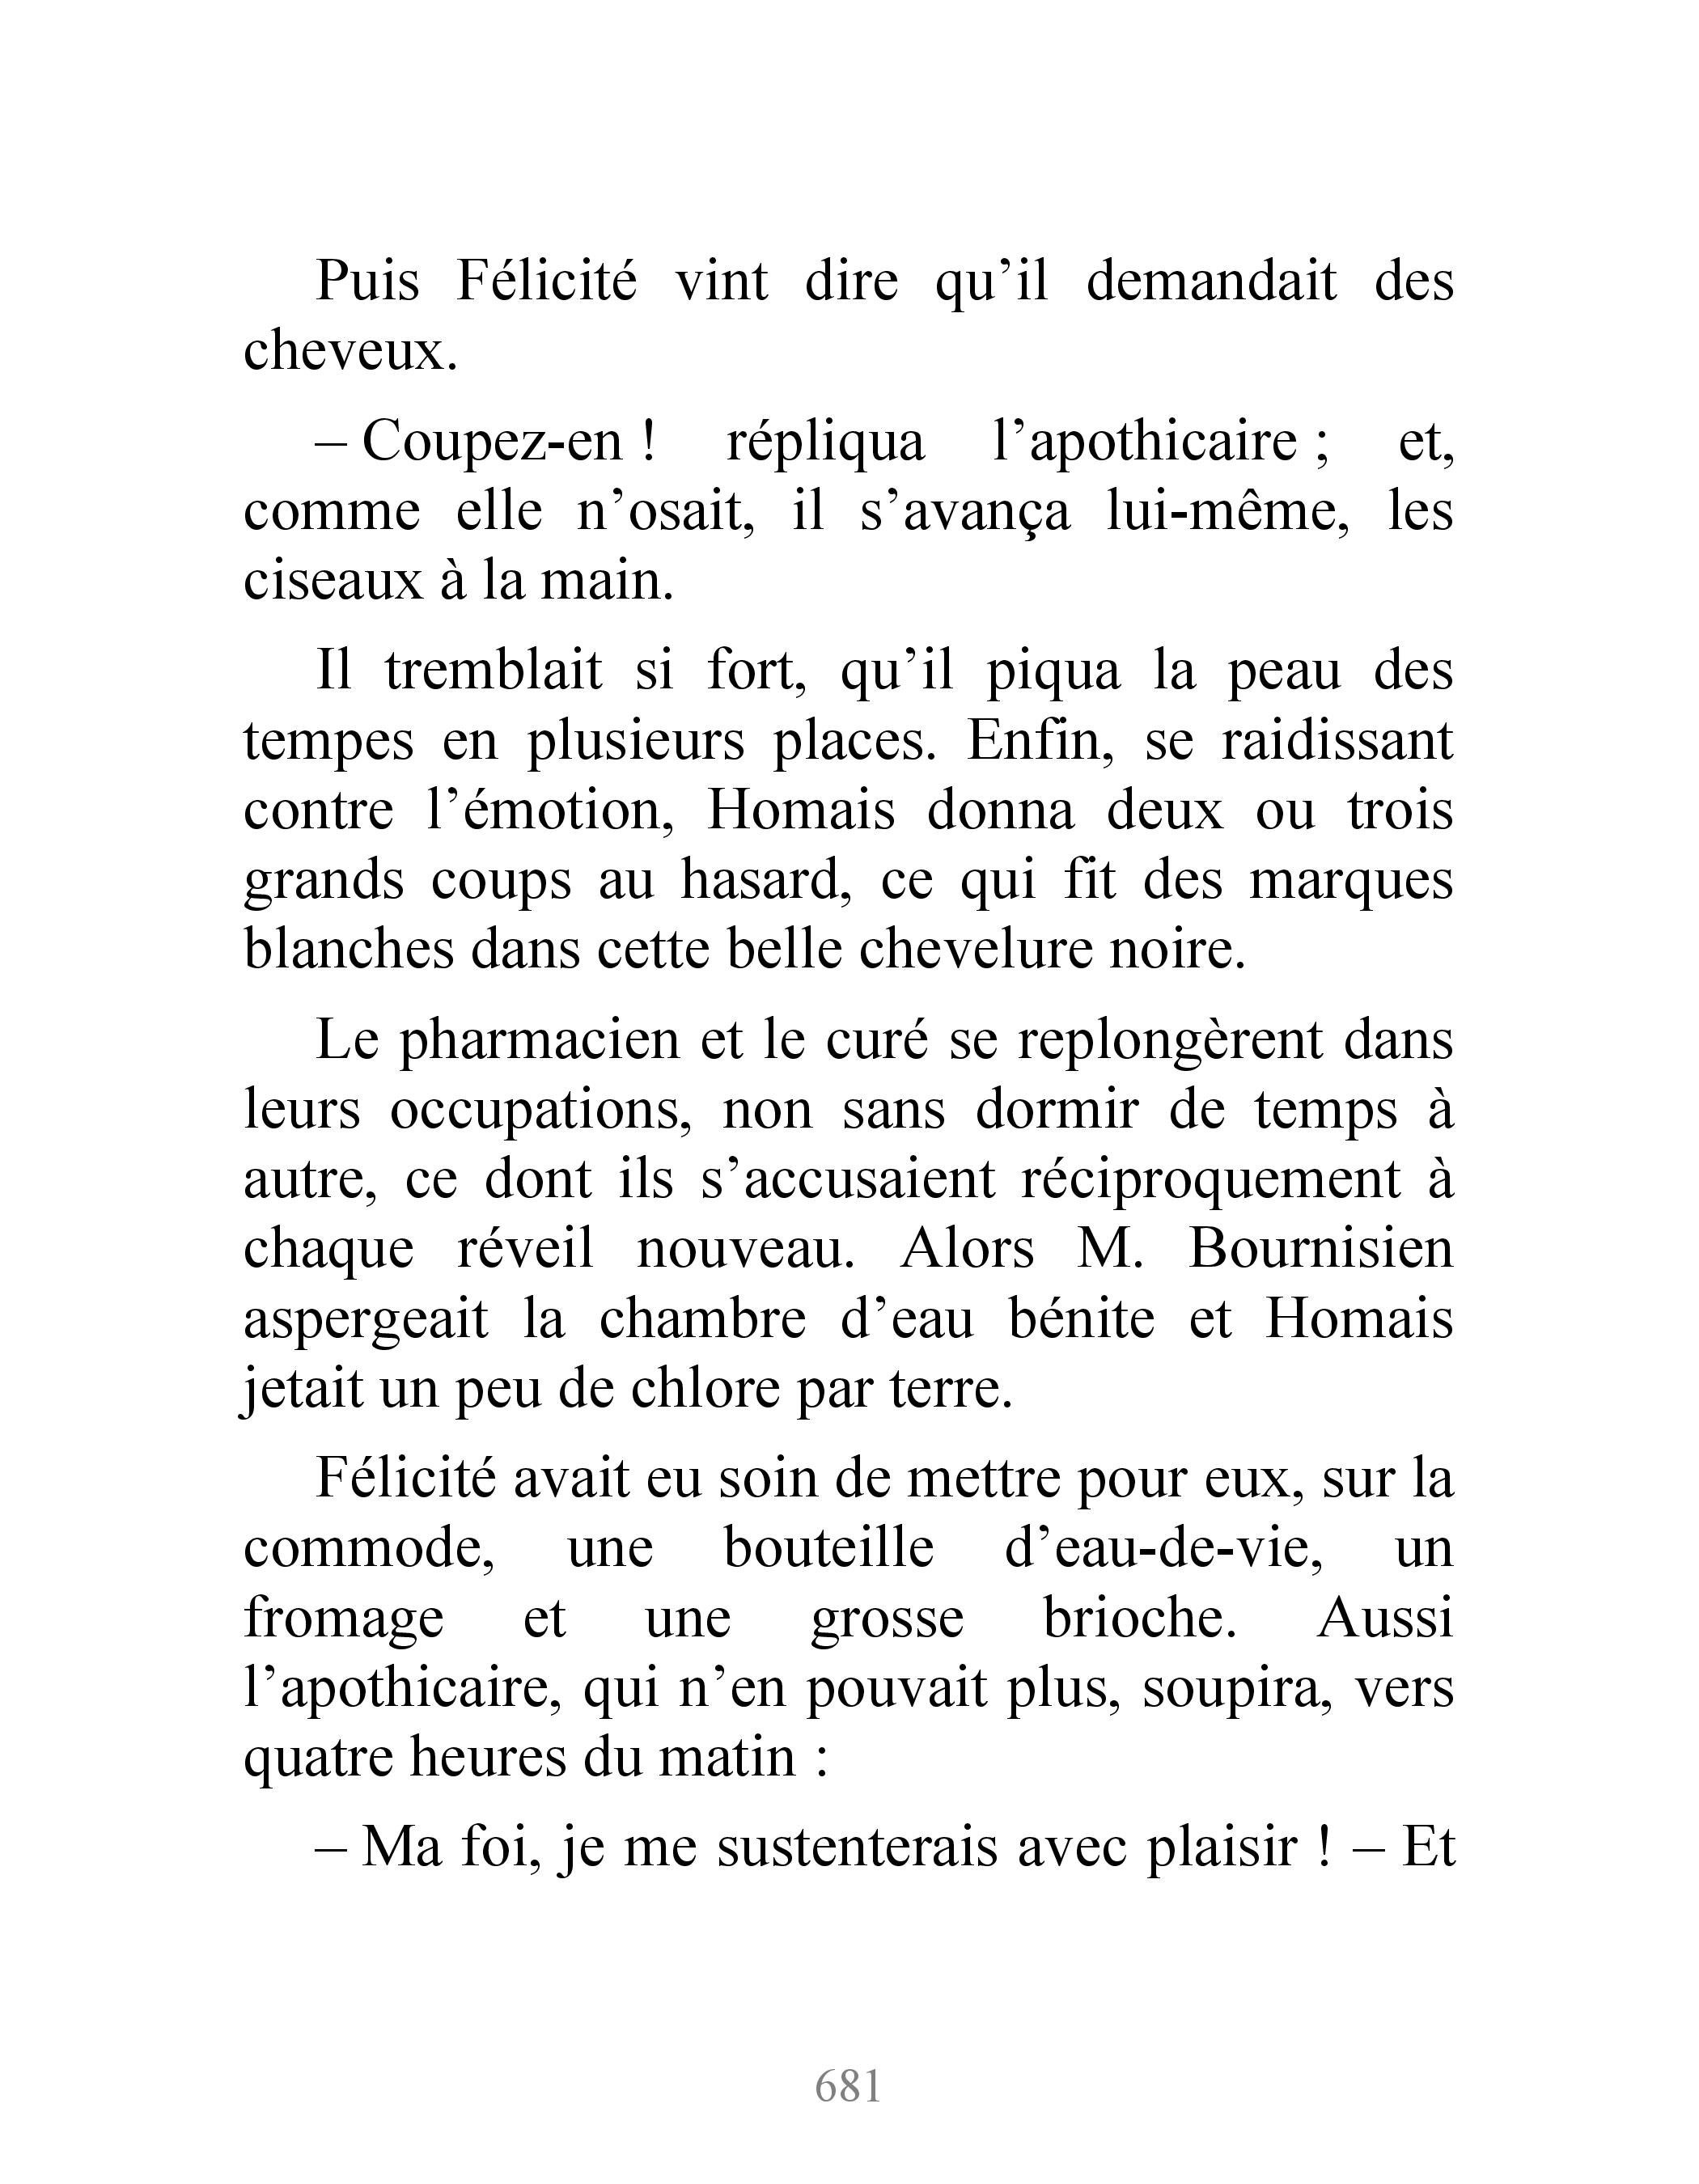 Puis Félicité vint dire qu’il demandait des
cheveux.
– Coupez-en ! répliqua l’apothicaire ; et,
comme elle n’osait, il s’avança lui-même, les
ciseaux à la main.
Il tremblait si fort, qu’il piqua la peau des
tempes en plusieurs places. Enfin, se raidissant
contre l’émotion, Homais donna deux ou trois
grands coups au hasard, ce qui fit des marques
blanches dans cette belle chevelure noire.
Le pharmacien et le curé se replongèrent dans
leurs occupations, non sans dormir de temps à
autre, ce dont ils s’accusaient réciproquement à
chaque réveil nouveau. Alors M. Bournisien
aspergeait la chambre d’eau bénite et Homais
jetait un peu de chlore par terre.
Félicité avait eu soin de mettre pour eux, sur la
commode, une bouteille d’eau-de-vie, un
fromage et une grosse brioche. Aussi
l’apothicaire, qui n’en pouvait plus, soupira, vers
quatre heures du matin :
– Ma foi, je me sustenterais avec plaisir ! – Et
681